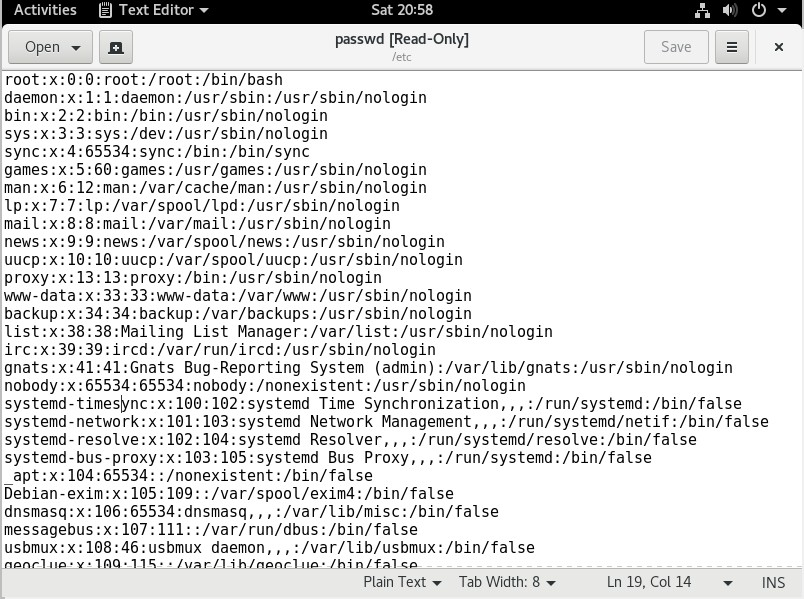 Activities Text Editor Sat 20:58
Open passwd [Read-Only] Save
/etc
root:x:0:0:root:/root:/bin/bash
daemon:x:1:1:daemon:/usr/sbin:/usr/sbin/nologin
bin:x:2:2:bin:/bin:/usr/sbin/nologin
sys:x:3:3:sys:/dev:/usr/sbin/nologin
sync:x:4:65534:sync:/bin:/bin/sync
games:x:5:60:games:/usr/games:/usr/sbin/nologin
man:x:6:12:man:/var/cache/man:/usr/sbin/nologin
lp:x:7:7:lp:/var/spool/lpd:/usr/sbin/nologin
mail:x:8:8:mail:/var/mail:/usr/sbin/nologin
news:x:9:9:news:/var/spool/news:/usr/sbin/nologin
uucp:x:10:10:uucp:/var/spool/uucp:/usr/sbin/nologin
proxy:x:13:13:proxy:/bin:/usr/sbin/nologin
www-data:x:33:33:www-data:/var/www:/usr/sbin/nologin
backup:x:34:34:backup:/var/backups:/usr/sbin/nologin
list:x:38:38:Mailing List Manager:/var/list:/usr/sbin/nologin
irc:x:39:39:ircd:/var/run/ircd:/usr/sbin/nologin
gnats:x:41:41:Gnats Bug-Reporting System (admin):/var/lib/gnats:/usr/sbin/nologin
nobody:x:65534:65534:nobody:/nonexistent:/usr/sbin/nologin
systemd-timesync:x:100:102:systemd Time Synchronization,,,:/run/systemd:/bin/false
systemd-network:x:101:103:systemd Network Management,,,:/run/systemd/netif:/bin/false
systemd-resolve:x:102:104:systemd Resolver,,,:/run/systemd/resolve:/bin/false
systemd-bus-proxy:x:103:105:systemd Bus Proxy,,,:/run/systemd:/bin/false
_apt:x:104:65534::/nonexistent:/bin/false
Debian-exim:x:105:109::/var/spool/exim4:/bin/false
dnsmasq:x:106:65534:dnsmasq,,,:/var/lib/misc:/bin/false
messagebus:x:107:111::/var/run/dbus:/bin/false
usbmux:x:108:46:usbmux daemon,,,:/var/lib/usbmux:/bin/false
geoclue:x:109:115::/var/lib/geoclue:/bin/false
Plain Text Tab Width: 8 Ln 19, Col 14 INS